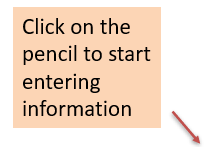 Click on the
pencil to start
entering
information